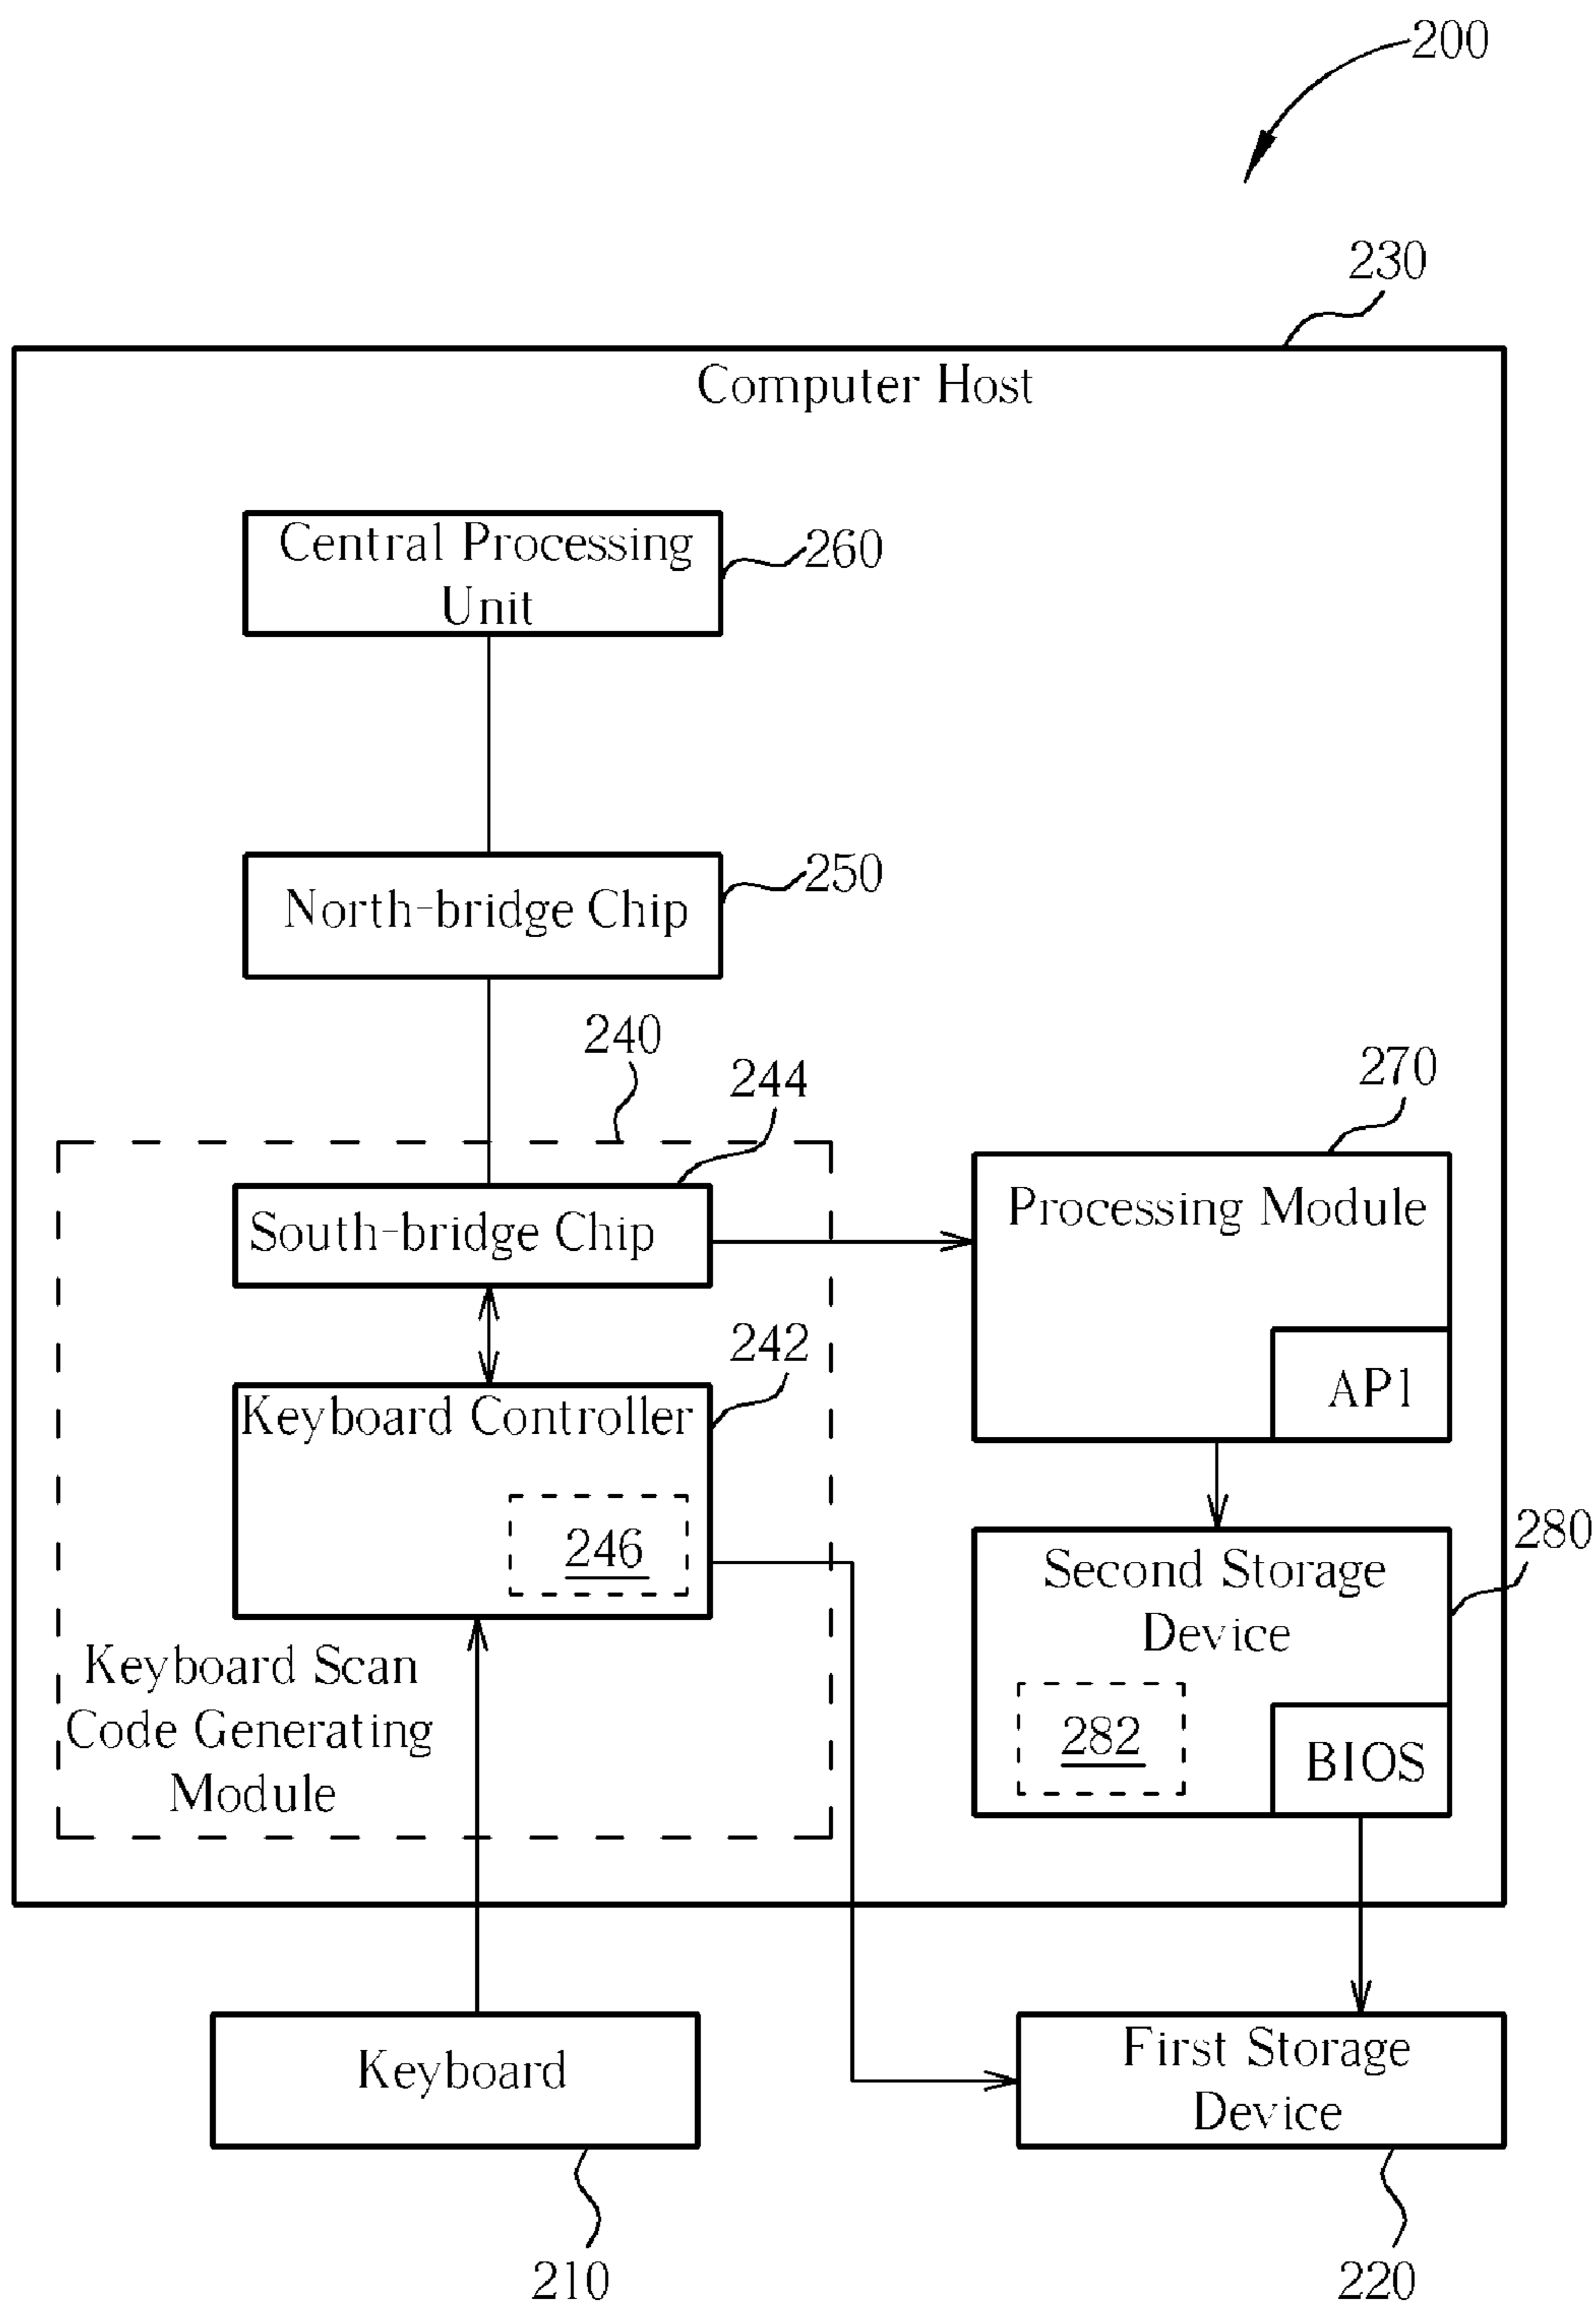 200
230
Computer Host
Central Processing
Unit
260
North-bridge Chip
250
240
244
270
South-bridge Chip
Processing Module
API
242
Keyboard Controller
246
280
Second Storage
Device
282
BIOS
Keyboard Scan
Code Generating
Module
Keyboard
First Storage
Device
210
220